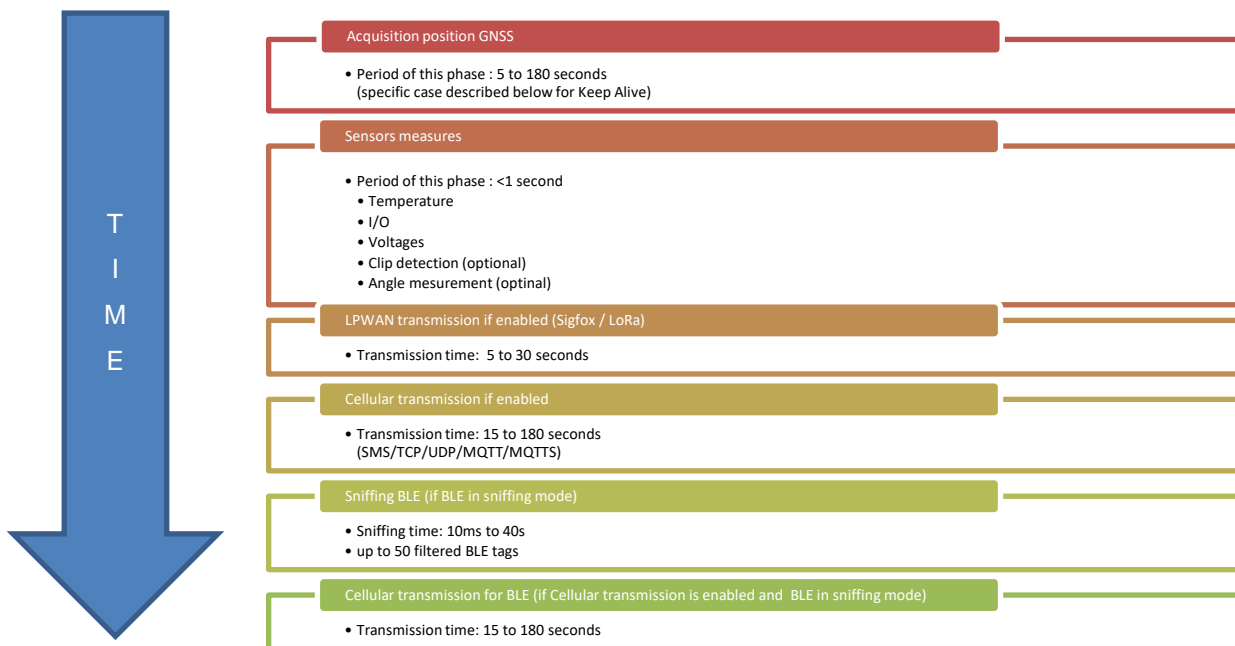 T
I
M
E
Acquisition position GNSS
• Period of this phase : 5 to 180 seconds
(specific case described below for Keep Alive)
Sensors measures
• Period of this phase : <1 second
• Temperature
• I/O
• Voltages
• Clip detection (optional)
• Angle mesurement (optinal)
LPWAN transmission if enabled (Sigfox / LoRa)
• Transmission time:  5 to 30 seconds
Cellular transmission if enabled
• Transmission time: 15 to 180 seconds
(SMS/TCP/UDP/MQTT/MQTTS)
Sniffing BLE (if BLE in sniffing mode)
• Sniffing time: 10ms to 40s
• up to 50 filtered BLE tags
Cellular transmission for BLE (if Cellular transmission is enabled and  BLE in sniffing mode)
• Transmission time: 15 to 180 seconds